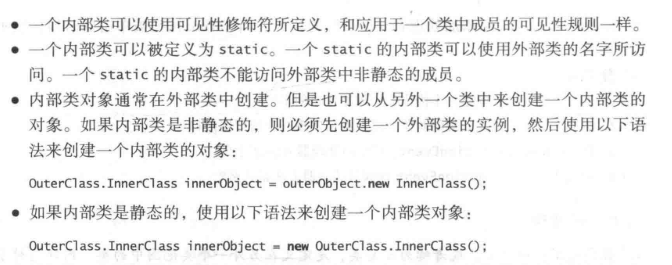 ● 一个内部类可以使用可见性修饰符所定义，和应用于一个类中成员的可见性规则一样。
● 一个内部类可以被定义为 static。一个 static 的内部类可以使用外部类的名字所访
问。一个 static 的内部类不能访问外部类中非静态的成员。
● 内部类对象通常在外部类中创建。但是也可以从另外一个类中来创建一个内部类的
对象。如果内部类是非静态的，则必须先创建一个外部类的实例，然后使用以下语
法来创建一个内部类的对象：
OuterClass.InnerClass innerObject = outerObject.new InnerClass();
● 如果内部类是静态的，使用以下语法来创建一个内部类对象：
OuterClass.InnerClass innerObject = new OuterClass.InnerClass();